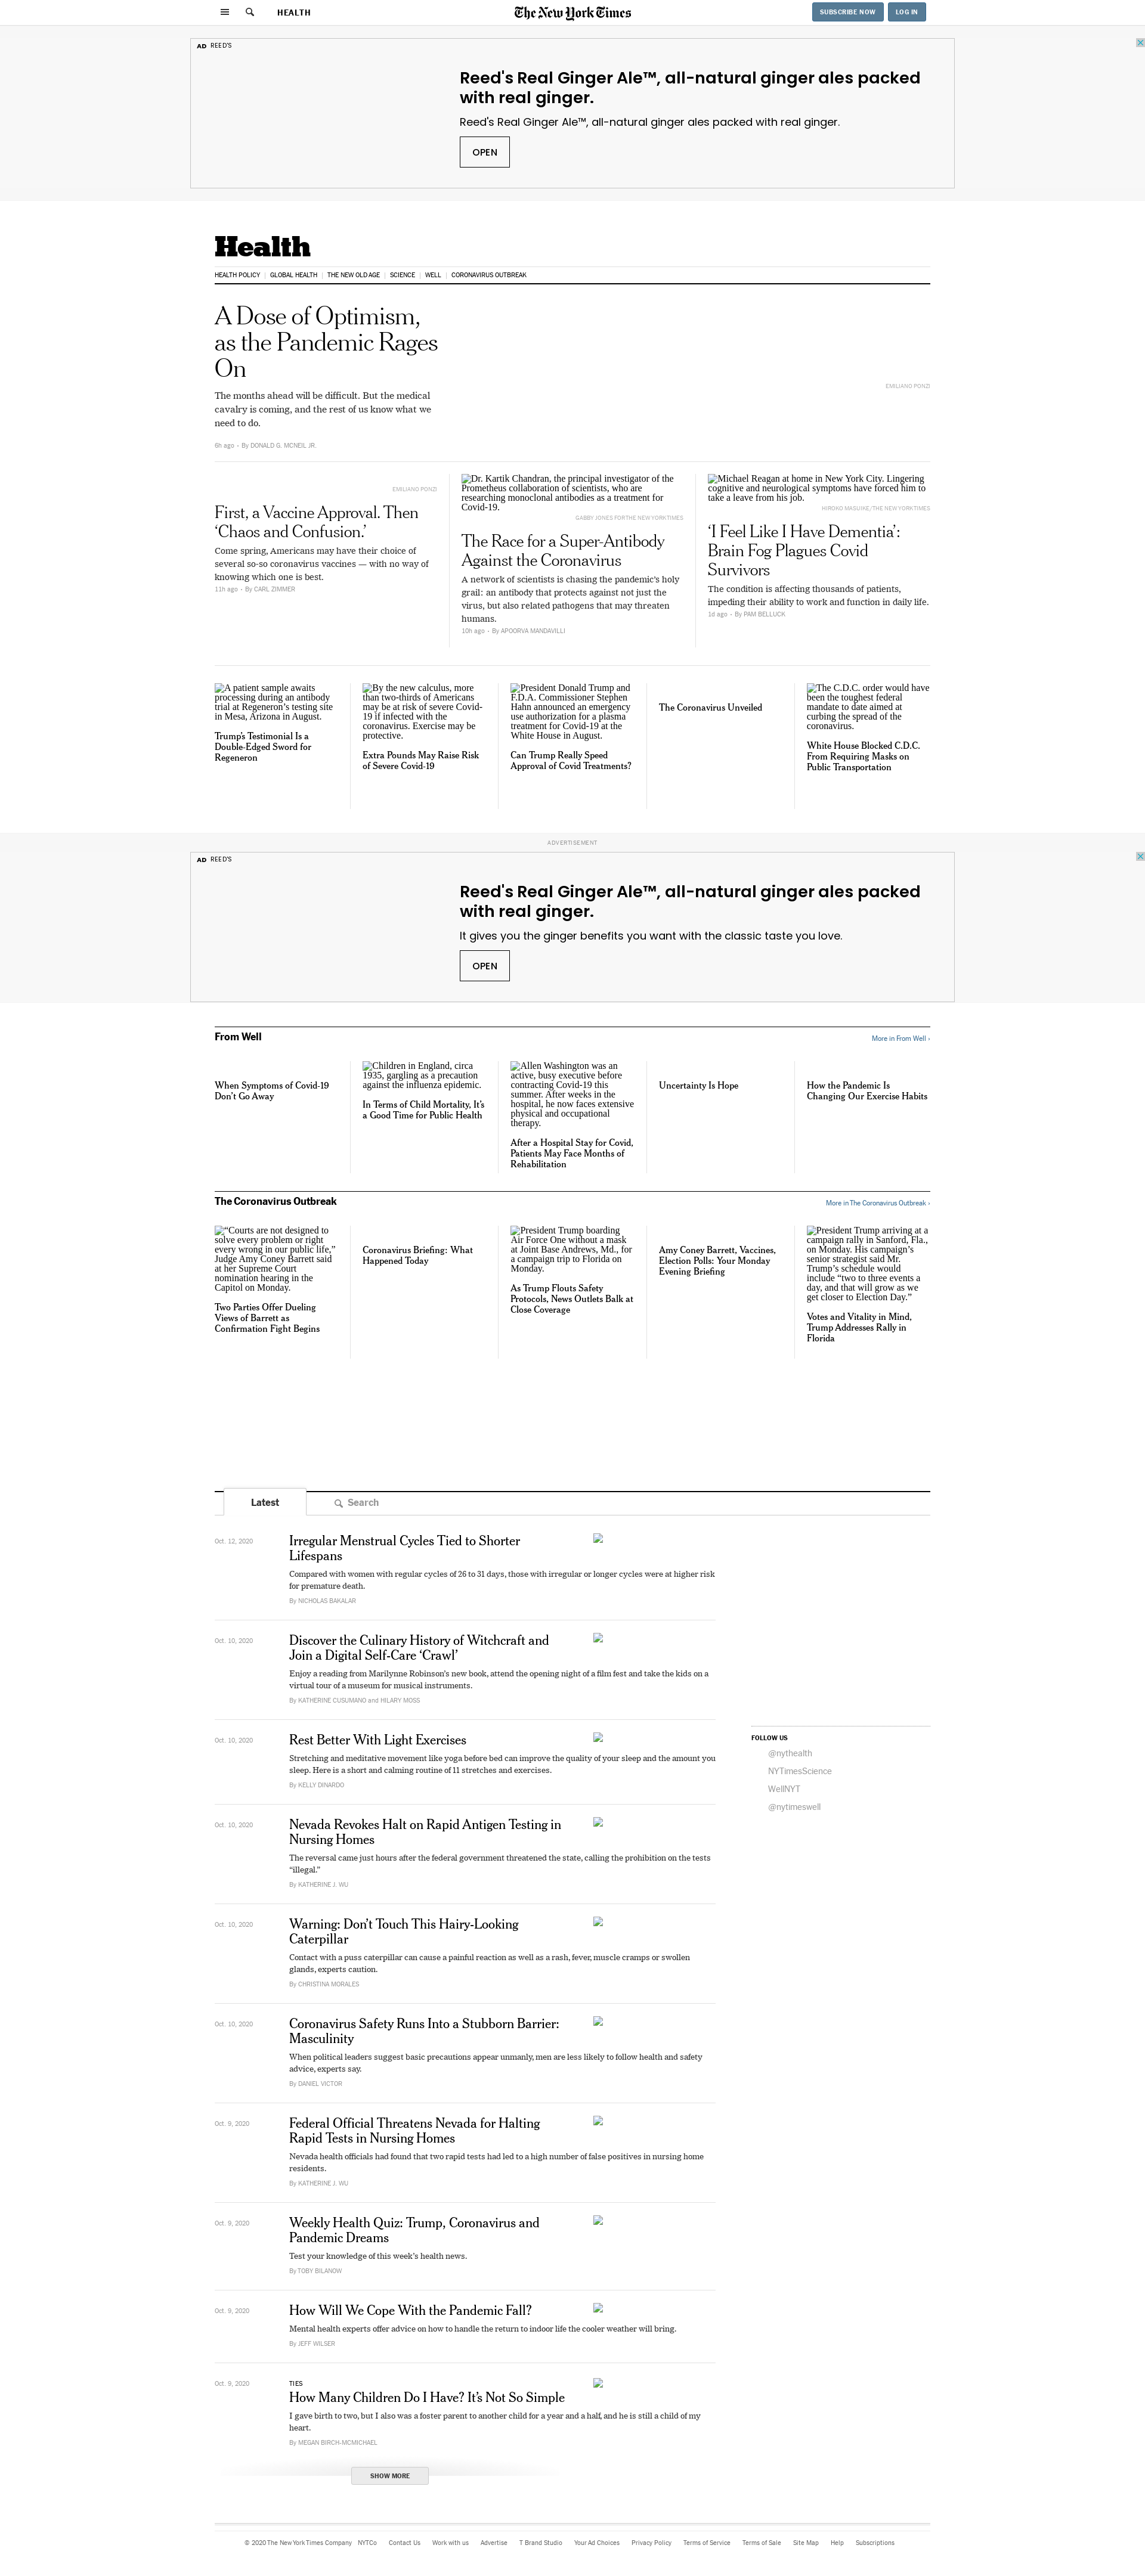 HEALTH
The New York Times
SUBSCRIBE NOW
LOG IN
AD REED'S
Reed's Real Ginger Ale™, all-natural ginger ales packed
with real ginger.
Reed's Real Ginger Ale™, all-natural ginger ales packed with real ginger.
OPEN
Health
HEALTH POLICY
GLOBAL HEALTH
THE NEW OLD AGE
SCIENCE
WELL
CORONAVIRUS OUTBREAK
A Dose of Optimism,
as the Pandemic Rages
On
The months ahead will be difficult. But the medical
cavalry is coming, and the rest of us know what we
need to do.
6h ago - By DONALD G. MCNEIL JR.
EMILIANO PONZI
EMILIANO PONZI
First, a Vaccine Approval. Then
‘Chaos and Confusion.’
Come spring, Americans may have their choice of
several so-so coronavirus vaccines — with no way of
knowing which one is best.
11h ago - By CARL ZIMMER
Dr. Kartik Chandran, the principal investigator of the
Prometheus collaboration of scientists, who are
researching monoclonal antibodies as a treatment for
Covid-19.
GABBY JONES FOR THE NEW YORK TIMES
The Race for a Super-Antibody
Against the Coronavirus
A network of scientists is chasing the pandemic’s holy
grail: an antibody that protects against not just the
virus, but also related pathogens that may threaten
humans.
10h ago - By APOORVA MANDAVILLI
Michael Reagan at home in New York City. Lingering
cognitive and neurological symptoms have forced him to
take a leave from his job.
HIROKO MASUIKE/THE NEW YORK TIMES
‘I Feel Like I Have Dementia’:
Brain Fog Plagues Covid
Survivors
The condition is affecting thousands of patients,
impeding their ability to work and function in daily life.
1d ago - By PAM BELLUCK
A patient sample awaits
processing during an antibody
trial at Regeneron’s testing site
in Mesa, Arizona in August.
Trump’s Testimonial Is a
Double-Edged Sword for
Regeneron
By the new calculus, more
than two-thirds of Americans
may be at risk of severe Covid-
19 if infected with the
coronavirus. Exercise may be
protective.
Extra Pounds May Raise Risk
of Severe Covid-19
President Donald Trump and
F.D.A. Commissioner Stephen
Hahn announced an emergency
use authorization for a plasma
treatment for Covid-19 at the
White House in August.
Can Trump Really Speed
Approval of Covid Treatments?
The Coronavirus Unveiled
The C.D.C. order would have
been the toughest federal
mandate to date aimed at
curbing the spread of the
coronavirus.
White House Blocked C.D.C.
From Requiring Masks on
Public Transportation
ADVERTISEMENT
AD REED'S
Reed's Real Ginger Ale™, all-natural ginger ales packed
with real ginger.
It gives you the ginger benefits you want with the classic taste you love.
OPEN
From Well
More in From Well ›
When Symptoms of Covid-19
Don’t Go Away
Children in England, circa
1935, gargling as a precaution
against the influenza epidemic.
In Terms of Child Mortality, It’s
a Good Time for Public Health
Allen Washington was an
active, busy executive before
contracting Covid-19 this
summer. After weeks in the
hospital, he now faces extensive
physical and occupational
therapy.
After a Hospital Stay for Covid,
Patients May Face Months of
Rehabilitation
Uncertainty Is Hope
How the Pandemic Is
Changing Our Exercise Habits
The Coronavirus Outbreak
More in The Coronavirus Outbreak ›
“Courts are not designed to
solve every problem or right
every wrong in our public life,”
Judge Amy Coney Barrett said
at her Supreme Court
nomination hearing in the
Capitol on Monday.
Two Parties Offer Dueling
Views of Barrett as
Confirmation Fight Begins
Coronavirus Briefing: What
Happened Today
President Trump boarding
Air Force One without a mask
at Joint Base Andrews, Md., for
a campaign trip to Florida on
Monday.
As Trump Flouts Safety
Protocols, News Outlets Balk at
Close Coverage
Amy Coney Barrett, Vaccines,
Election Polls: Your Monday
Evening Briefing
President Trump arriving at a
campaign rally in Sanford, Fla.,
on Monday. His campaign’s
senior strategist said Mr.
Trump’s schedule would
include “two to three events a
day, and that will grow as we
get closer to Election Day.”
Votes and Vitality in Mind,
Trump Addresses Rally in
Florida
Latest
Search
Oct. 12, 2020
Irregular Menstrual Cycles Tied to Shorter
Lifespans
Compared with women with regular cycles of 26 to 31 days, those with irregular or longer cycles were at higher risk
for premature death.
By NICHOLAS BAKALAR
Oct. 10, 2020
Discover the Culinary History of Witchcraft and
Join a Digital Self-Care ‘Crawl’
Enjoy a reading from Marilynne Robinson’s new book, attend the opening night of a film fest and take the kids on a
virtual tour of a museum for musical instruments.
By KATHERINE CUSUMANO and HILARY MOSS
Oct. 10, 2020
Rest Better With Light Exercises
Stretching and meditative movement like yoga before bed can improve the quality of your sleep and the amount you
sleep. Here is a short and calming routine of 11 stretches and exercises.
By KELLY DINARDO
Oct. 10, 2020
Nevada Revokes Halt on Rapid Antigen Testing in
Nursing Homes
The reversal came just hours after the federal government threatened the state, calling the prohibition on the tests
“illegal.”
By KATHERINE J. WU
Oct. 10, 2020
Warning: Don’t Touch This Hairy-Looking
Caterpillar
Contact with a puss caterpillar can cause a painful reaction as well as a rash, fever, muscle cramps or swollen
glands, experts caution.
By CHRISTINA MORALES
Oct. 10, 2020
Coronavirus Safety Runs Into a Stubborn Barrier:
Masculinity
When political leaders suggest basic precautions appear unmanly, men are less likely to follow health and safety
advice, experts say.
By DANIEL VICTOR
Oct. 9, 2020
Federal Official Threatens Nevada for Halting
Rapid Tests in Nursing Homes
Nevada health officials had found that two rapid tests had led to a high number of false positives in nursing home
residents.
By KATHERINE J. WU
Oct. 9, 2020
Weekly Health Quiz: Trump, Coronavirus and
Pandemic Dreams
Test your knowledge of this week’s health news.
By TOBY BILANOW
Oct. 9, 2020
How Will We Cope With the Pandemic Fall?
Mental health experts offer advice on how to handle the return to indoor life the cooler weather will bring.
By JEFF WILSER
Oct. 9, 2020
TIES
How Many Children Do I Have? It’s Not So Simple
I gave birth to two, but I also was a foster parent to another child for a year and a half, and he is still a child of my
heart.
By MEGAN BIRCH-MCMICHAEL
SHOW MORE
FOLLOW US
@nythealth
NYTimesScience
WellNYT
@nytimeswell
© 2020 The New York Times Company
NYTCo
Contact Us
Work with us
Advertise
T Brand Studio
Your Ad Choices
Privacy Policy
Terms of Service
Terms of Sale
Site Map
Help
Subscriptions